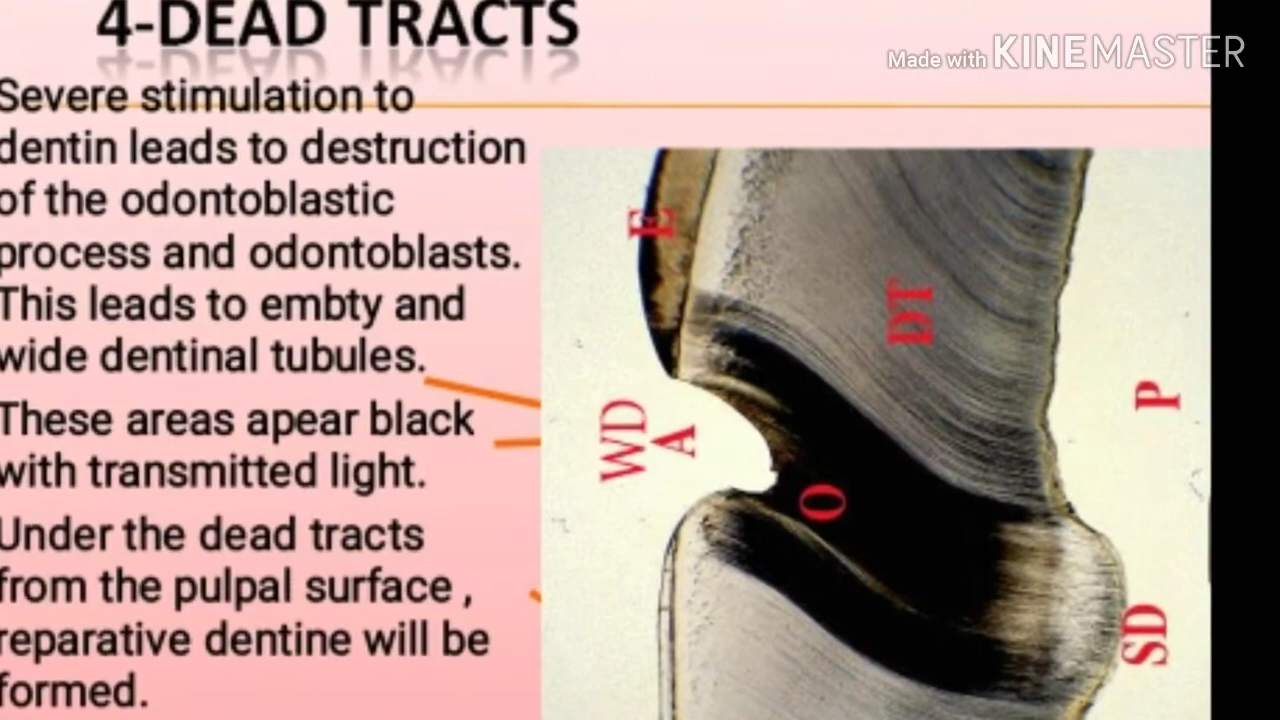 4-DEAD TRACTS
Made with KINEMASTER
Severe stimulation to
dentin leads to destruction
of the odontoblastic
process and odontoblasts.
This leads to embty and
wide dentinal tubules.
These areas apear black
with transmitted light.
Under the dead tracts
from the pulpal surface ,
reparative dentine will be
formed.
E
DT
P
WD
A
O
SD